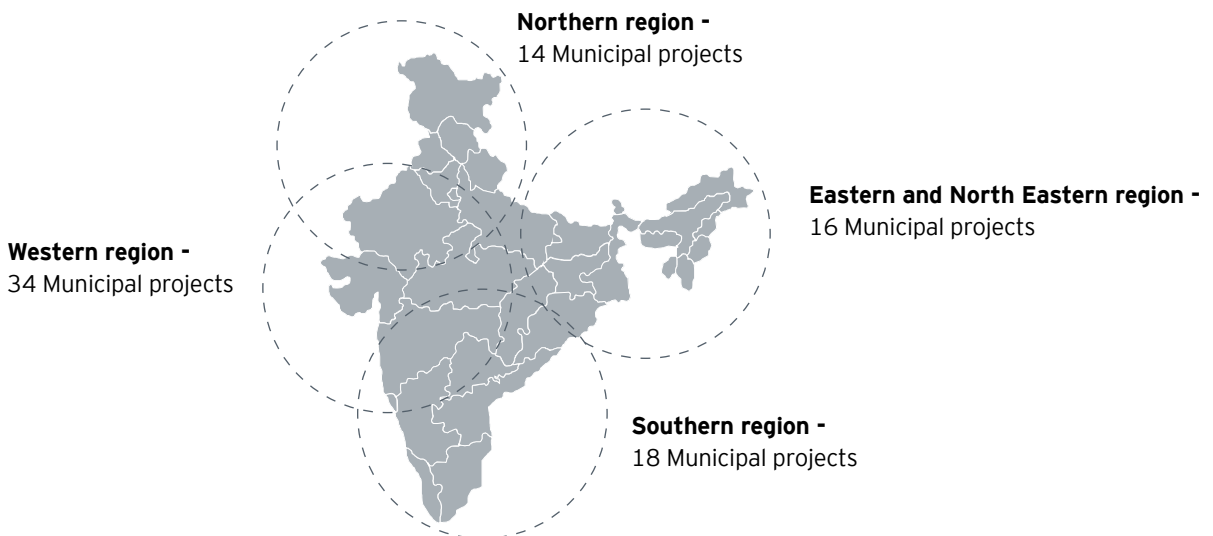 Northern region -
14 Municipal projects
Eastern and North Eastern region -
16 Municipal projects
Western region -
34 Municipal projects
Southern region -
18 Municipal projects